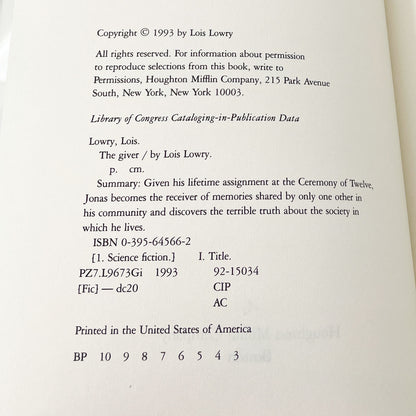 Copyright © 1993 by Lois Lowry
All rights reserved. For information about permission
to reproduce selections from this book, write to
Permissions, Houghton Mifflin Company, 215 Park Avenue
South, New York, New York 10003.
Library of Congress Cataloging-in-Publication Data
Lowry, Lois.
The giver / by Lois Lowry.
p. cm.
Summary: Given his lifetime assignment at the Ceremony of Twelve,
Jonas becomes the receiver of memories shared by only one other in
his community and discovers the terrible truth about the society in
which he lives.
ISBN 0-395-64566-2
[1. Science fiction.] I. Title.
PZ7.L9673Gi 1993 92-15034
[Fic] — dc20 CIP
AC
Printed in the United States of America
BP 10 9 8 7 6 5 4 3